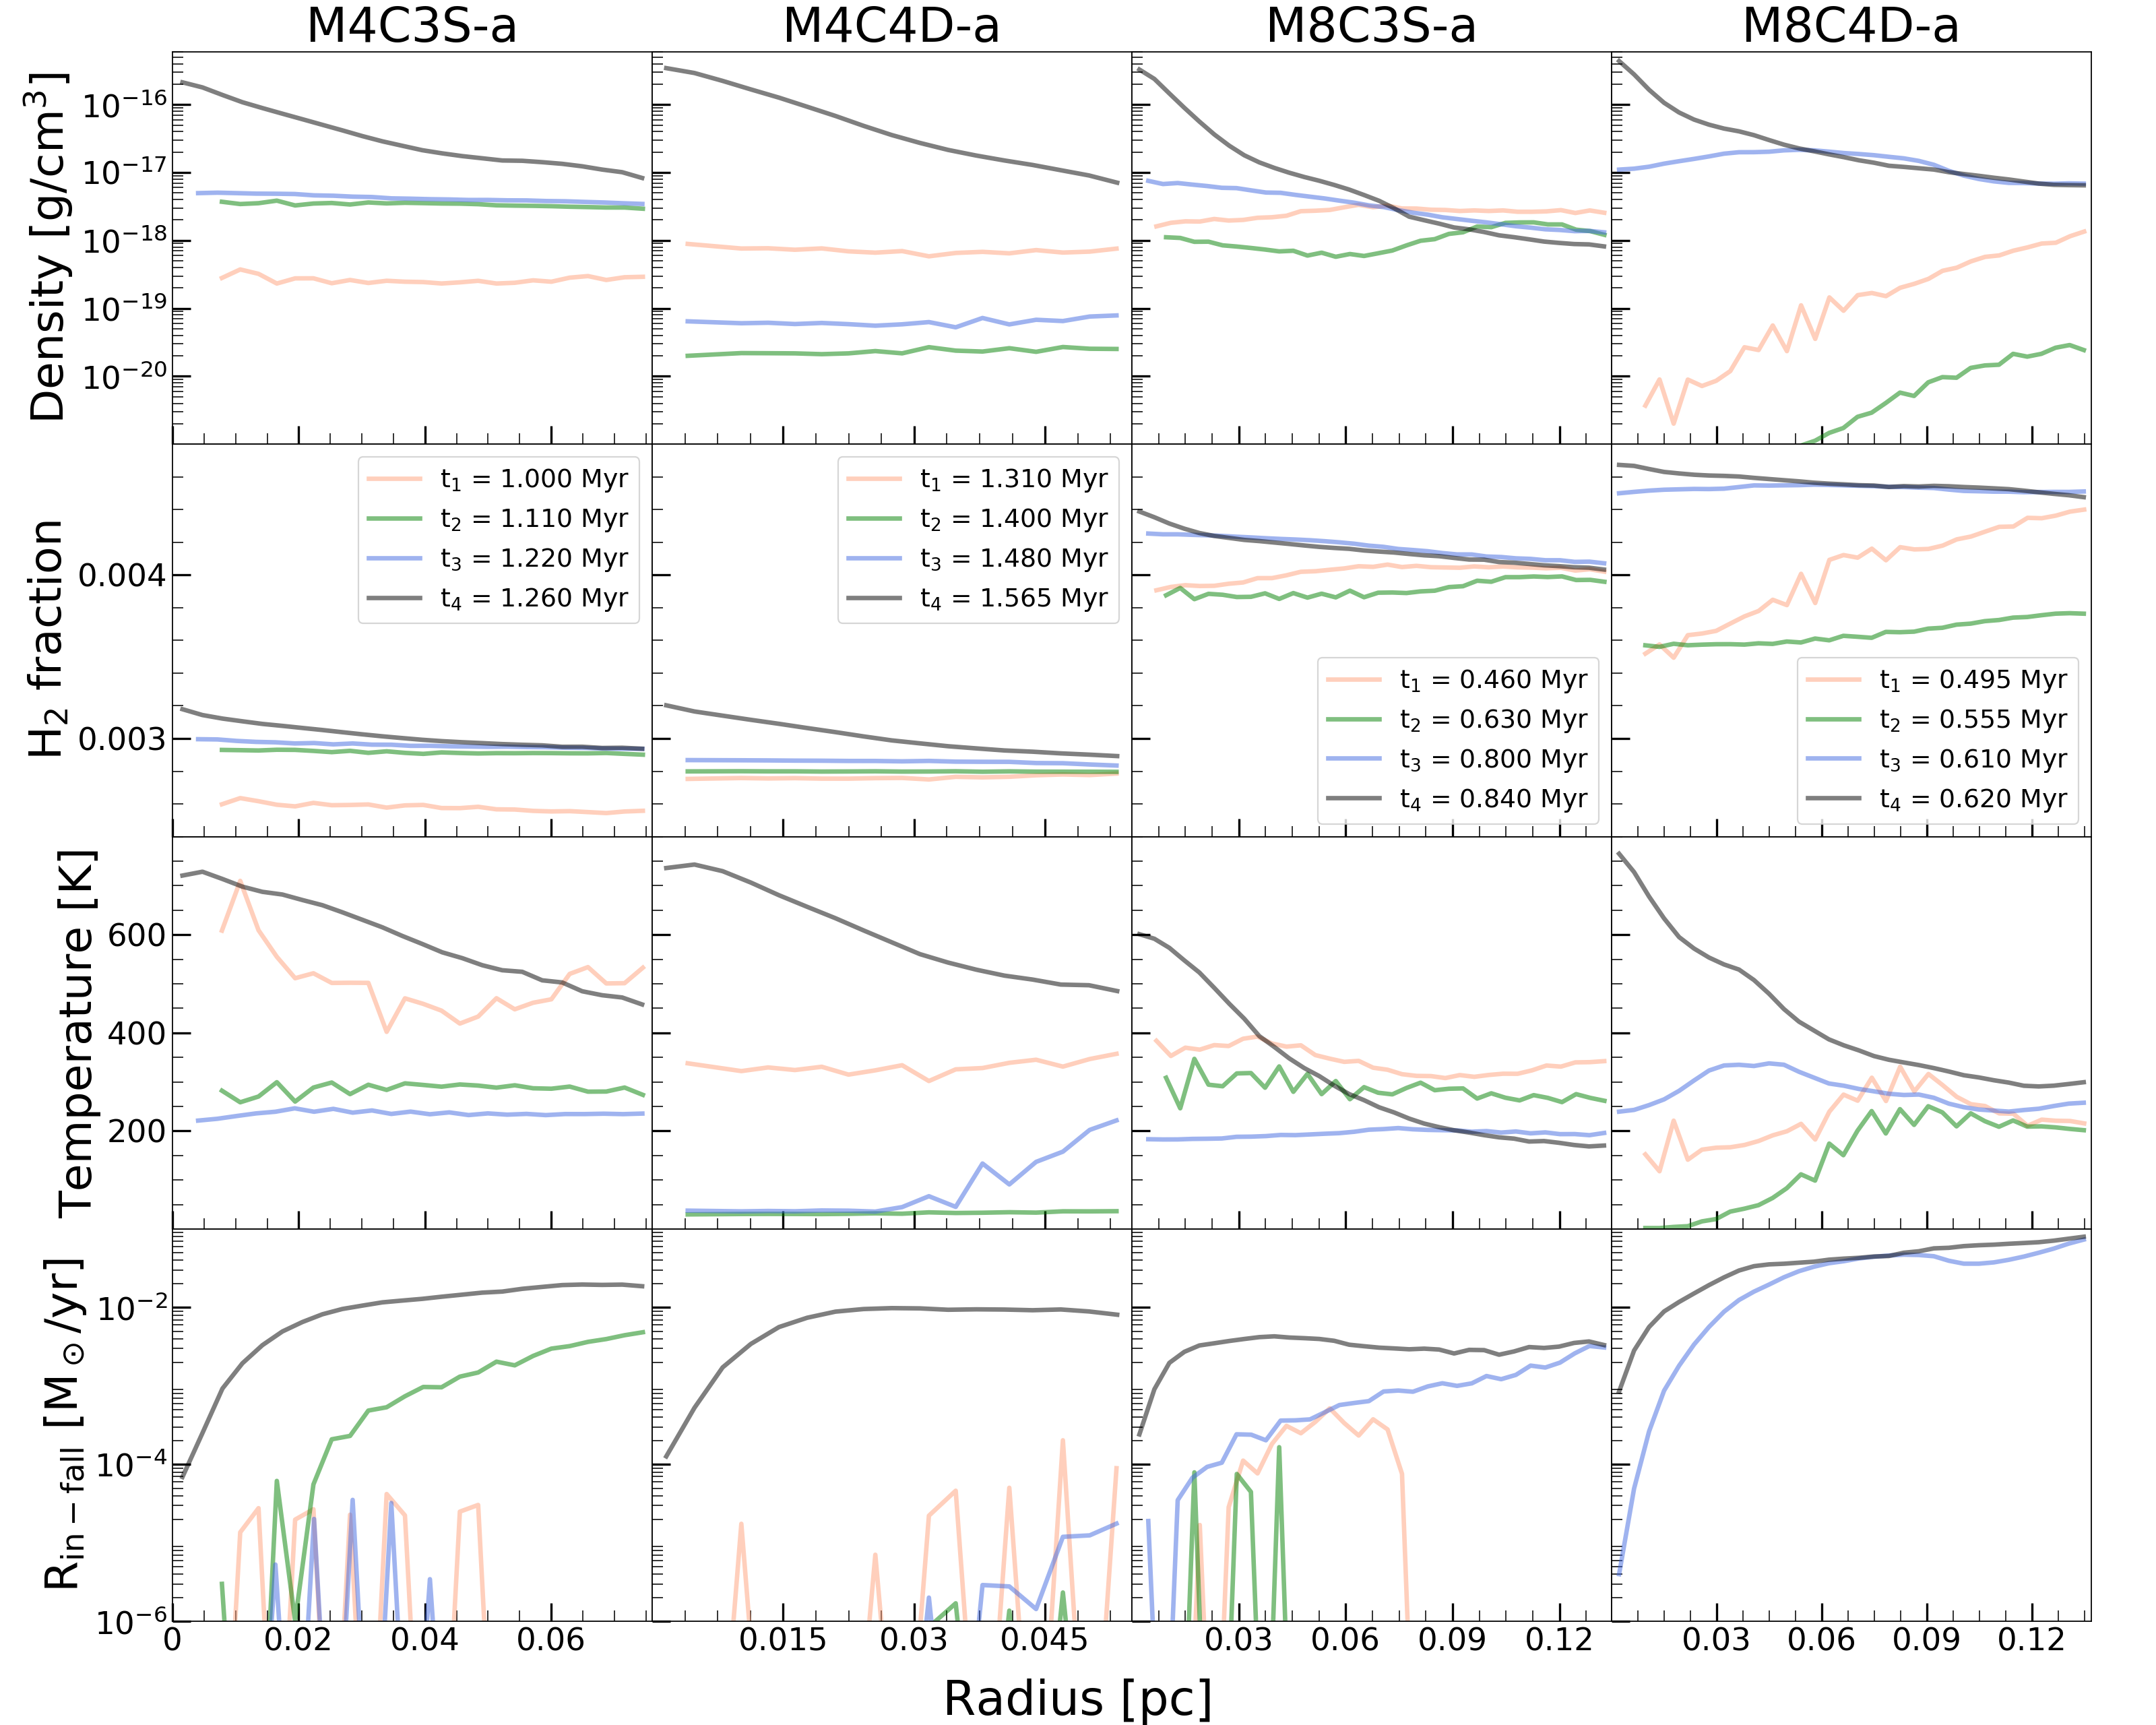 M4C3S-a M4C4D-a M8C3S-a M8C4D-a
Density [g/cm³]
10⁻¹⁶
10⁻¹⁷
10⁻¹⁸
10⁻¹⁹
10⁻²⁰
H₂ fraction
0.004
0.003
t₁ = 1.000 Myr
t₂ = 1.110 Myr
t₃ = 1.220 Myr
t₄ = 1.260 Myr
t₁ = 1.310 Myr
t₂ = 1.400 Myr
t₃ = 1.480 Myr
t₄ = 1.565 Myr
t₁ = 0.460 Myr
t₂ = 0.630 Myr
t₃ = 0.800 Myr
t₄ = 0.840 Myr
t₁ = 0.495 Myr
t₂ = 0.555 Myr
t₃ = 0.610 Myr
t₄ = 0.620 Myr
Temperature [K]
600
400
200
R_in−fall [M⊙/yr]
10⁻²
10⁻⁴
10⁻⁶
0 0.02 0.04 0.06 0.015 0.03 0.045 0.03 0.06 0.09 0.12 0.03 0.06 0.09 0.12
Radius [pc]